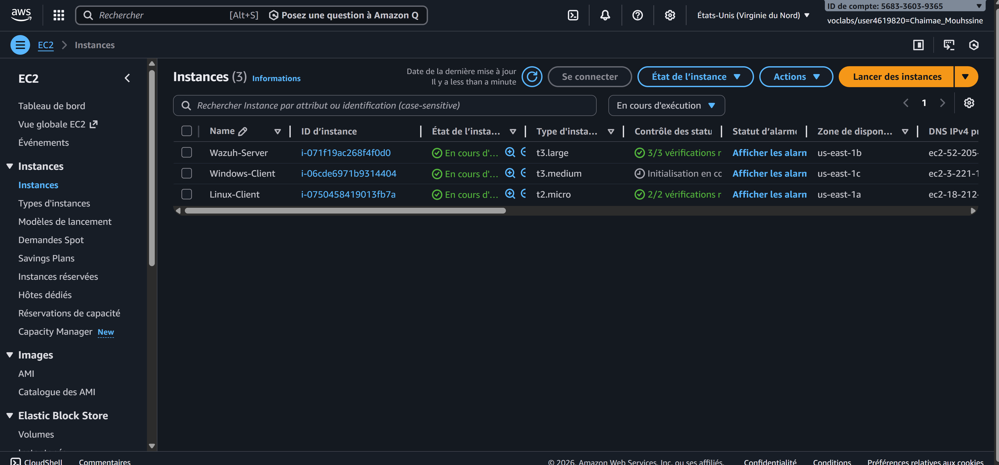 aws
Rechercher [Alt+S] Posez une question à Amazon Q
États-Unis (Virginie du Nord)
ID de compte: 5683-3603-9365
voclabs/user4619820=Chaimae_Mouhssine
EC2 Instances
EC2
Tableau de bord
Vue globale EC2
Événements
Instances
Instances
Types d'instances
Modèles de lancement
Demandes Spot
Savings Plans
Instances réservées
Hôtes dédiés
Réservations de capacité
Capacity Manager New
Images
AMI
Catalogue des AMI
Elastic Block Store
Volumes
Instances (3) Informations
Date de la dernière mise à jour
Il y a less than a minute
Se connecter
État de l’instance
Actions
Lancer des instances
Rechercher Instance par attribut ou identification (case-sensitive)
En cours d'exécution
1
Name ID d’instance État de l’insta... Type d'insta... Contrôle des statu Statut d’alarme Zone de dispon... DNS IPv4 pu
Wazuh-Server i-071f19ac268f4f0d0 En cours d'... t3.large 3/3 vérifications r Afficher les alarn us-east-1b ec2-52-205-
Windows-Client i-06cde6971b9314404 En cours d'... t3.medium Initialisation en cc Afficher les alarn us-east-1c ec2-3-221-1
Linux-Client i-0750458419013fb7a En cours d'... t2.micro 2/2 vérifications r Afficher les alarn us-east-1a ec2-18-212-
CloudShell Commentaires
© 2026, Amazon Web Services, Inc. ou ses affiliés. Confidentialité Conditions Préférences relatives aux cookies